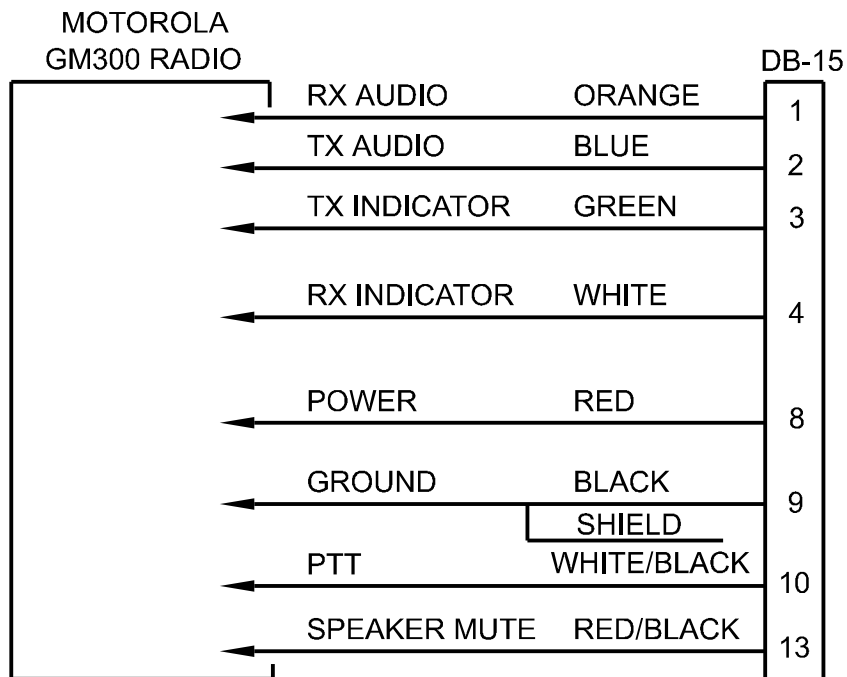 MOTOROLA
GM300 RADIO
DB-15
RX AUDIO ORANGE 1
TX AUDIO BLUE 2
TX INDICATOR GREEN 3
RX INDICATOR WHITE 4
POWER RED 8
GROUND BLACK 9
SHIELD
PTT WHITE/BLACK 10
SPEAKER MUTE RED/BLACK 13